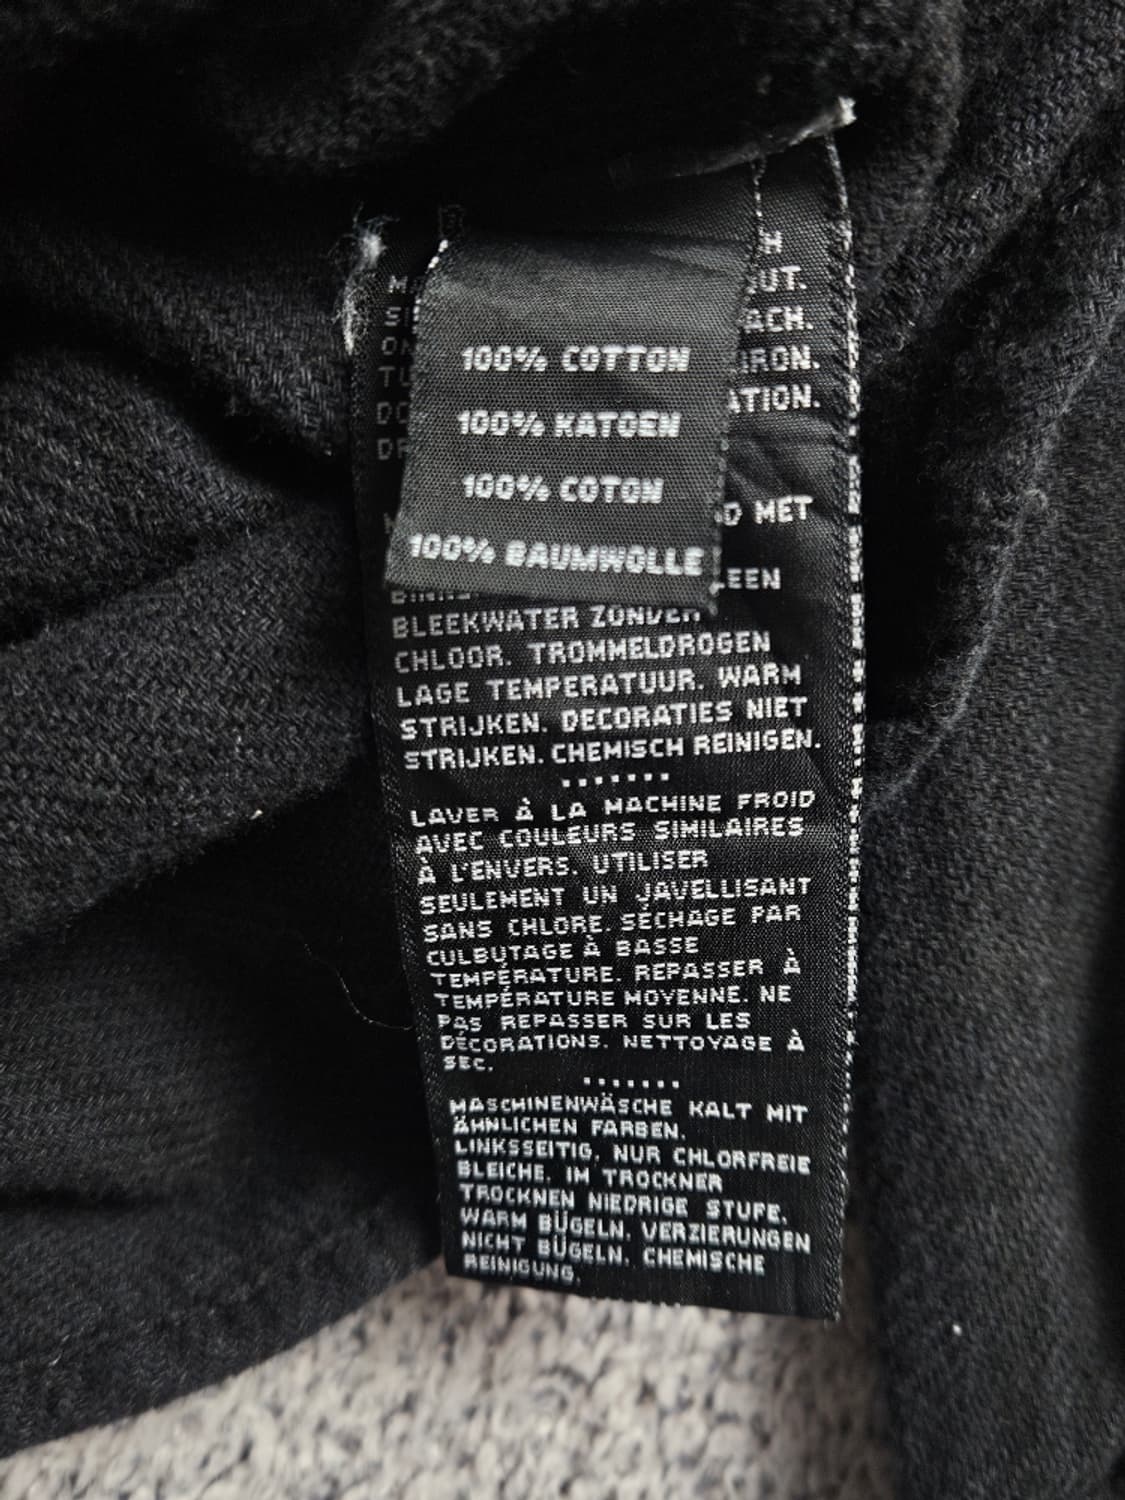 100% COTTON
100% KATOEN
100% COTON
100% BAUMWOLLE
ACH.
IRON.
MET
BLEEKWATER ZONDER
CHLOOR. TROMMELDROGEN
LAGE TEMPERATUUR. WARM
STRIJKEN. DECORATIES NIET
STRIJKEN. CHEMISCH REINIGEN.
.......
LAVER À LA MACHINE FROID
AVEC COULEURS SIMILAIRES
À L'ENVERS. UTILISER
SEULEMENT UN JAVELLISANT
SANS CHLORE. SÉCHAGE PAR
CULBUTAGE À BASSE
TEMPÉRATURE. REPASSER À
TEMPÉRATURE MOYENNE. NE
PAS REPASSER SUR LES
DÉCORATIONS. NETTOYAGE À
SEC.
.......
MASCHINENWÄSCHE KALT MIT
ÄHNLICHEN FARBEN.
LINKSSEITIG. NUR CHLORFREIE
BLEICHE. IM TROCKNER
TROCKNEN NIEDRIGE STUFE.
WARM BÜGELN. VERZIERUNGEN
NICHT BÜGELN. CHEMISCHE
REINIGUNG.